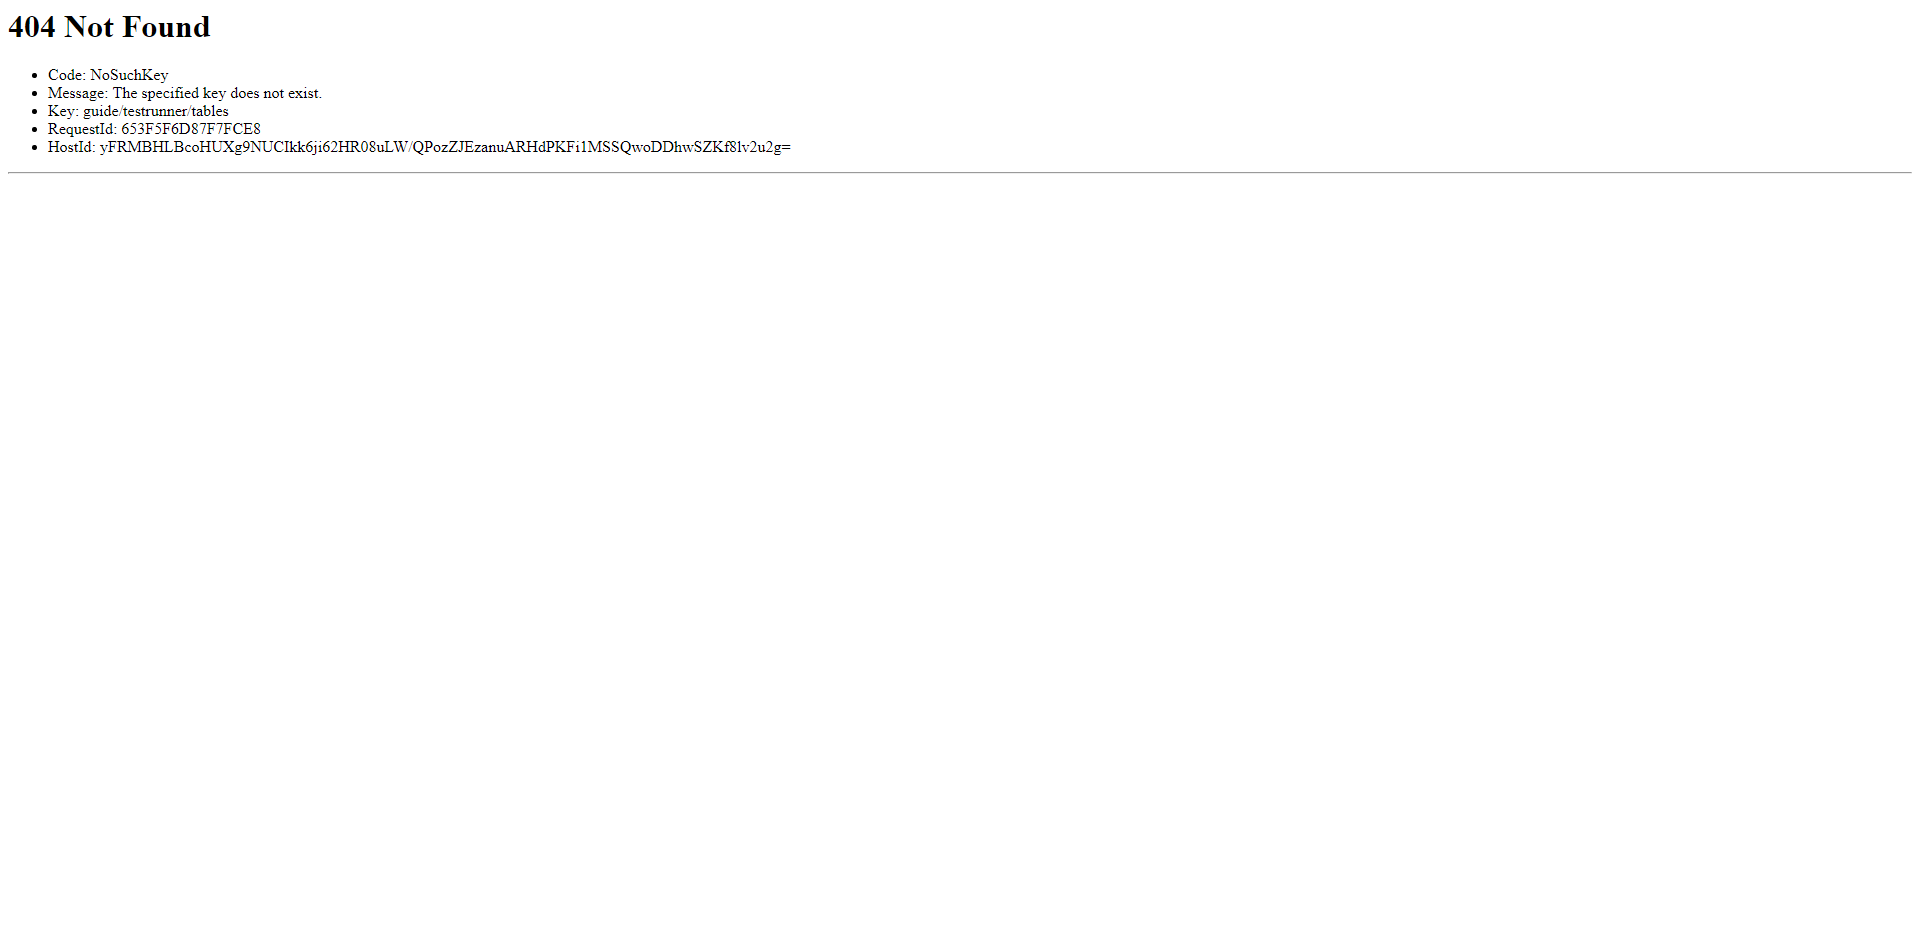 404 Not Found
Code: NoSuchKey
Message: The specified key does not exist.
Key: guide/testrunner/tables
RequestId: 653F5F6D87F7FCE8
HostId: yFRMBHLBcoHUXg9NUCIkk6ji62HR08uLW/QPozZJEzanuARHdPKFi1MSSQwoDDhwSZKf8lv2u2g=